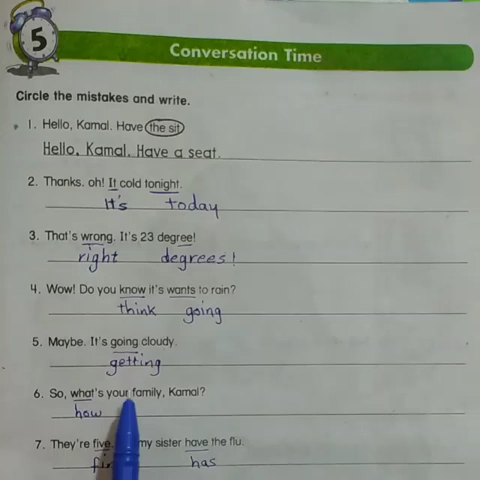 5
Conversation Time
Circle the mistakes and write.
1. Hello, Kamal. Have the sit
Hello, Kamal. Have a seat.
2. Thanks. oh! It cold tonight.
It's today
3. That's wrong. It's 23 degree!
right degrees!
4. Wow! Do you know it's wants to rain?
think going
5. Maybe. It's going cloudy.
getting
6. So, what's your family, Kamal?
how
7. They're five. my sister have the flu.
has